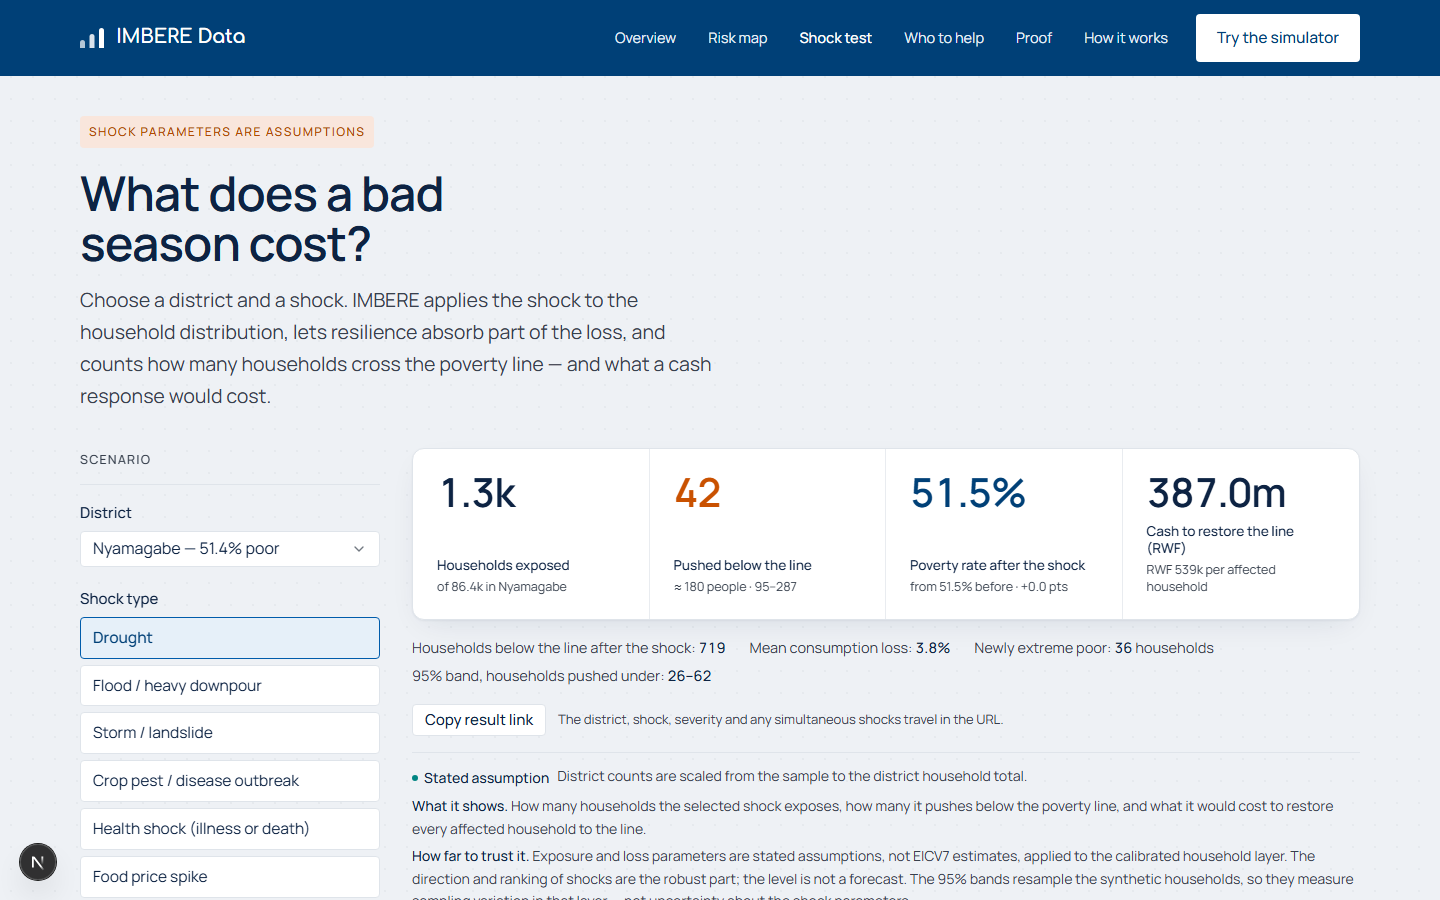 IMBERE Data
Overview
Risk map
Shock test
Who to help
Proof
How it works
Try the simulator
SHOCK PARAMETERS ARE ASSUMPTIONS
What does a bad
season cost?
Choose a district and a shock. IMBERE applies the shock to the
household distribution, lets resilience absorb part of the loss, and
counts how many households cross the poverty line — and what a cash
response would cost.
SCENARIO
District
Nyamagabe — 51.4% poor
Shock type
Drought
Flood / heavy downpour
Storm / landslide
Crop pest / disease outbreak
Health shock (illness or death)
Food price spike
1.3k
Households exposed
of 86.4k in Nyamagabe
42
Pushed below the line
≈ 180 people · 95–287
51.5%
Poverty rate after the shock
from 51.5% before · +0.0 pts
387.0m
Cash to restore the line
(RWF)
RWF 539k per affected
household
Households below the line after the shock: 719
Mean consumption loss: 3.8%
Newly extreme poor: 36 households
95% band, households pushed under: 26–62
Copy result link
The district, shock, severity and any simultaneous shocks travel in the URL.
Stated assumption District counts are scaled from the sample to the district household total.
What it shows. How many households the selected shock exposes, how many it pushes below the poverty line, and what it would cost to restore
every affected household to the line.
How far to trust it. Exposure and loss parameters are stated assumptions, not EICV7 estimates, applied to the calibrated household layer. The
direction and ranking of shocks are the robust part; the level is not a forecast. The 95% bands resample the synthetic households, so they measure
N